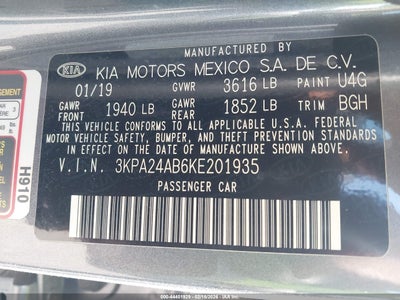 MANUFACTURED BY
KIA KIA MOTORS MEXICO S.A. DE C.V.
01/19 GVWR 3616 LB PAINT U4G
GAWR FRONT 1940 LB GAWR REAR 1852 LB TRIM BGH
THIS VEHICLE CONFORMS TO ALL APPLICABLE U.S. FEDERAL
MOTOR VEHICLE SAFETY, BUMPER, AND THEFT PREVENTION STANDARDS
IN EFFECT ON THE DATE OF MANUFACTURE SHOWN ABOVE.
V.I.N. 3KPA24AB6KE201935
PASSENGER CAR
H910